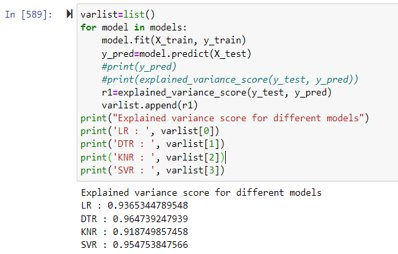 In [589]: varlist=list()
for model in models:
    model.fit(X_train, y_train)
    y_pred=model.predict(X_test)
    #print(y_pred)
    #print(explained_variance_score(y_test, y_pred))
    r1=explained_variance_score(y_test, y_pred)
    varlist.append(r1)
print("Explained variance score for different models")
print('LR : ', varlist[0])
print('DTR : ', varlist[1])
print('KNR : ', varlist[2])
print('SVR : ', varlist[3])
Explained variance score for different models
LR : 0.9365344789548
DTR : 0.964739247939
KNR : 0.918749857458
SVR : 0.954753847566